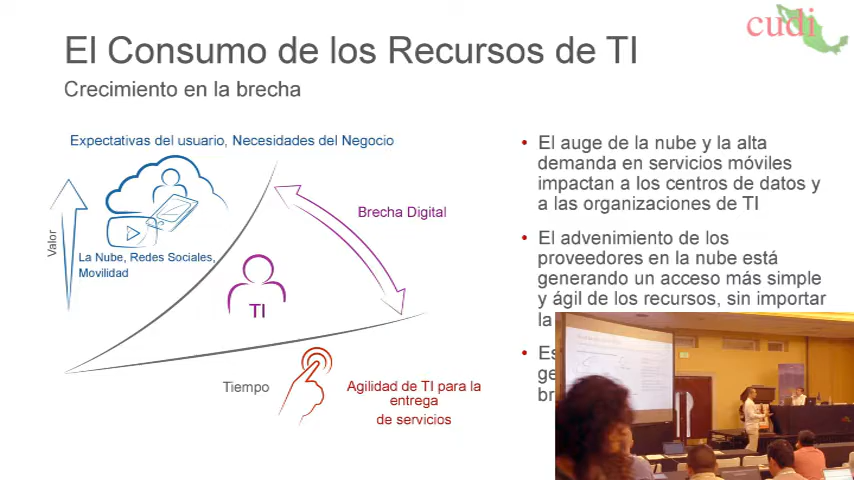 cudi
El Consumo de los Recursos de TI
Crecimiento en la brecha
Expectativas del usuario, Necesidades del Negocio
Valor
La Nube, Redes Sociales,
Movilidad
Brecha Digital
TI
Tiempo
Agilidad de TI para la
entrega
de servicios
• El auge de la nube y la alta
demanda en servicios móviles
impactan a los centros de datos y
a las organizaciones de TI
• El advenimiento de los
proveedores en la nube está
generando un acceso más simple
y ágil de los recursos, sin importar
la
•